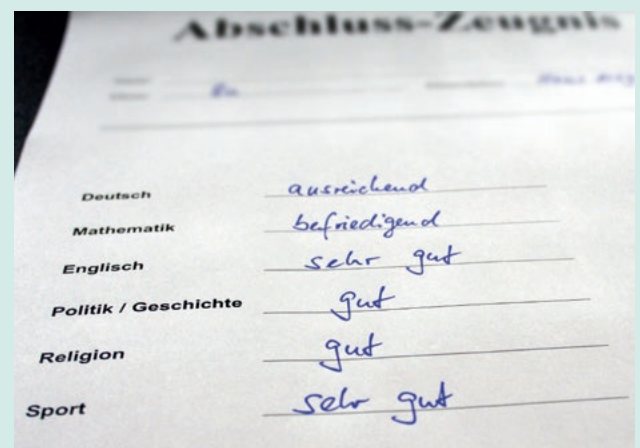 Abschluss-Zeugnis
Deutsch ausreichend
Mathematik befriedigend
Englisch sehr gut
Politik / Geschichte gut
Religion gut
Sport sehr gut